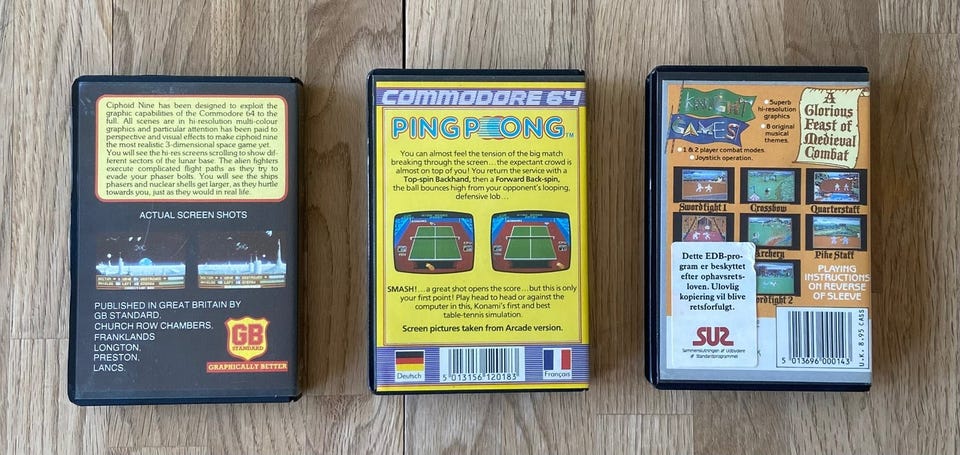 Ciphoid Nine has been designed to exploit the
graphic capabilities of the Commodore 64 to the
full. All scenes are in hi-resolution multi-colour
graphics and particular attention has been paid to
perspective and visual effects to make ciphoid nine
the most realistic 3-dimensional space game yet.
You will see the hi-res screens scrolling to show dif-
ferent sectors of the lunar base. The alien fighters
execute complicated flight paths as they try to
evade your phaser bolts. You will see the ships
phasers and nuclear shells get larger, as they hurtle
towards you, just as they would in real life.
ACTUAL SCREEN SHOTS
PUBLISHED IN GREAT BRITAIN BY
GB STANDARD.
CHURCH ROW CHAMBERS.
FRANKLANDS
LONGTON.
PRESTON.
LANCS.
GB
STANDARD
GRAPHICALLY BETTER
COMMODORE 64
PING PONG TM
You can almost feel the tension of the big match
breaking through the screen...the expectant crowd is
almost on top of you! You return the service with a
Top-spin Backhand, then a Forward Back-spin,
the ball bounces high from your opponent's looping,
defensive lob...
SMASH!...a great shot opens the score...but this is only
your first point! Play head to head or against the
computer in this, Konami's first and best
table-tennis simulation.
Screen pictures taken from Arcade version.
Deutsch
5 013156 120183
Français
Knight
GAMES
Superb
hi-resolution
graphics
8 original
musical
themes.
1 & 2 player combat modes.
Joystick operation.
A
Glorious
Feast of
Medieval
Combat
Swordfight 1
Crossbow
Quarterstaff
Archery
Pike Staff
Dette EDB-pro-
gram er beskyttet
efter ophavsrets-
loven. Ulovlig
kopiering vil blive
retsforfulgt.
SUS
Sammenslutningen af Udbydere
af Standardprogrammel
PLAYING
INSTRUCTIONS
ON REVERSE
OF SLEEVE
5 013696 000143
U.K. 8.95 CASS